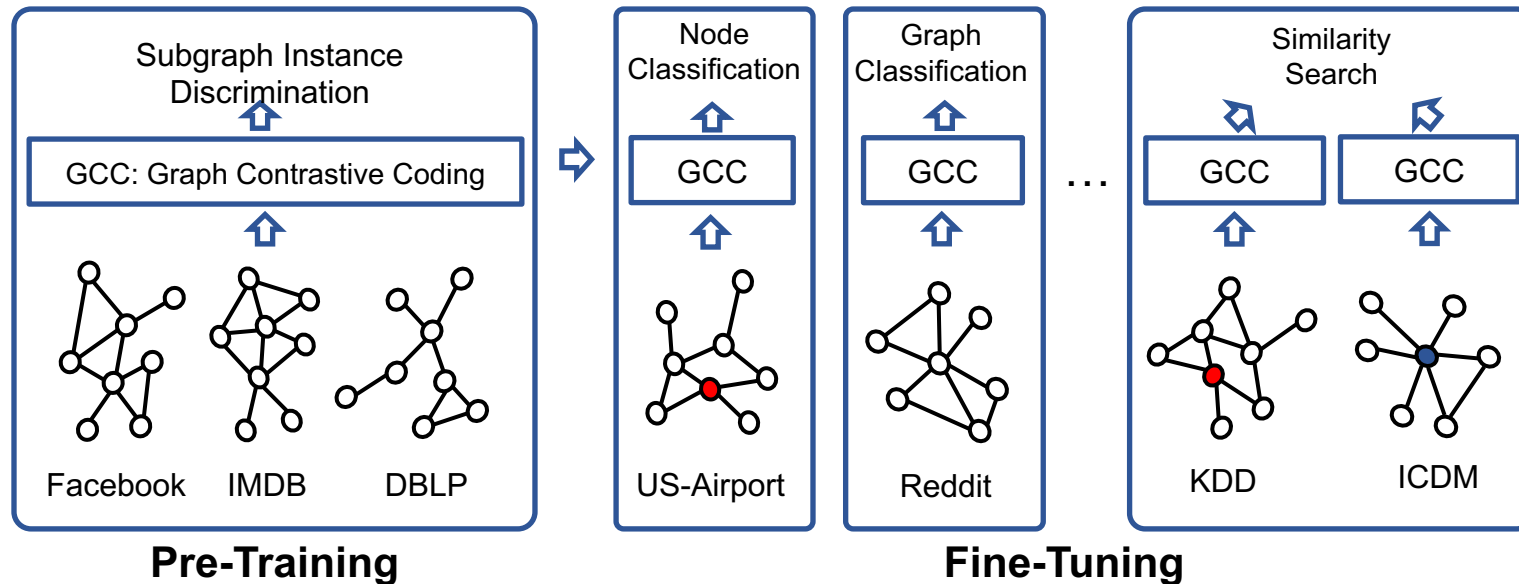 Subgraph Instance
Discrimination
GCC: Graph Contrastive Coding
Facebook
IMDB
DBLP
Pre-Training
Node
Classification
GCC
US-Airport
Graph
Classification
GCC
Reddit
...
Similarity
Search
GCC
GCC
KDD
ICDM
Fine-Tuning